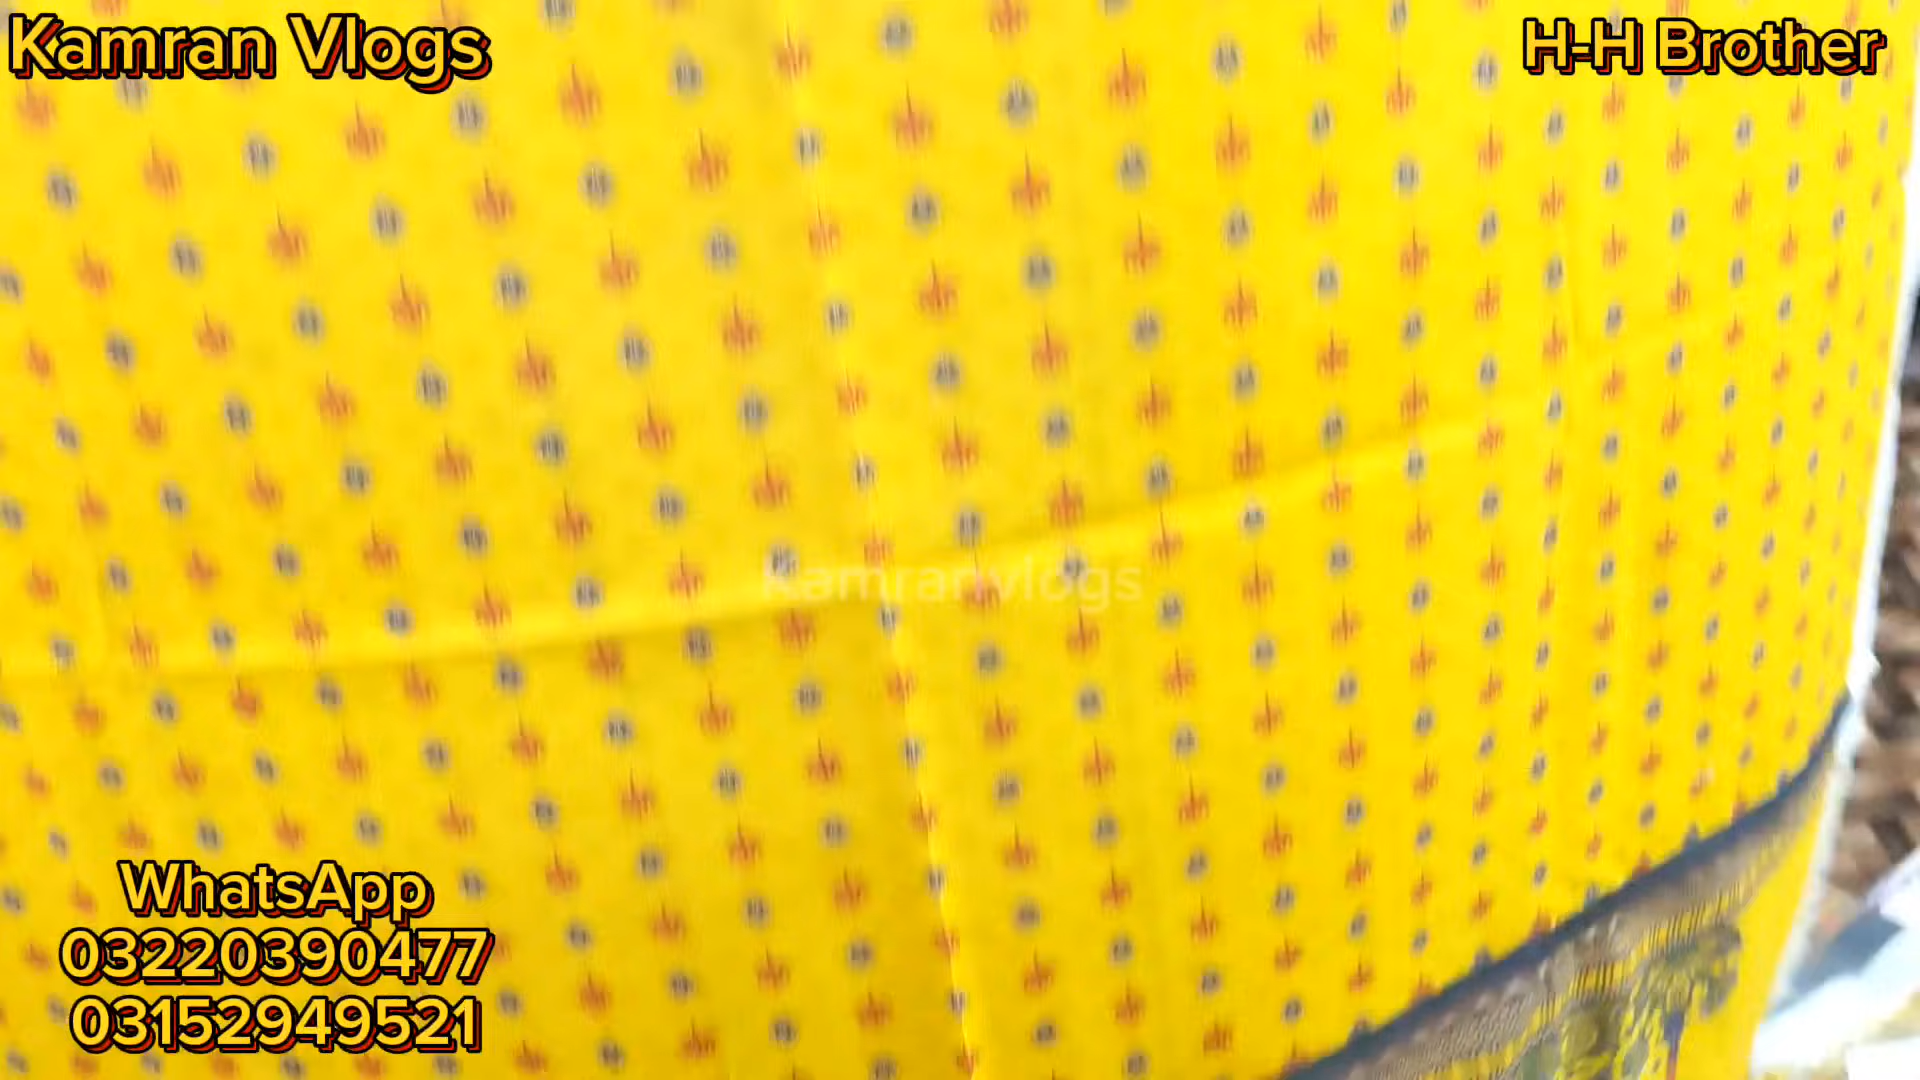 Kamran Vlogs
H-H Brother
Kamranvlogs
WhatsApp
03220390477
03152949521